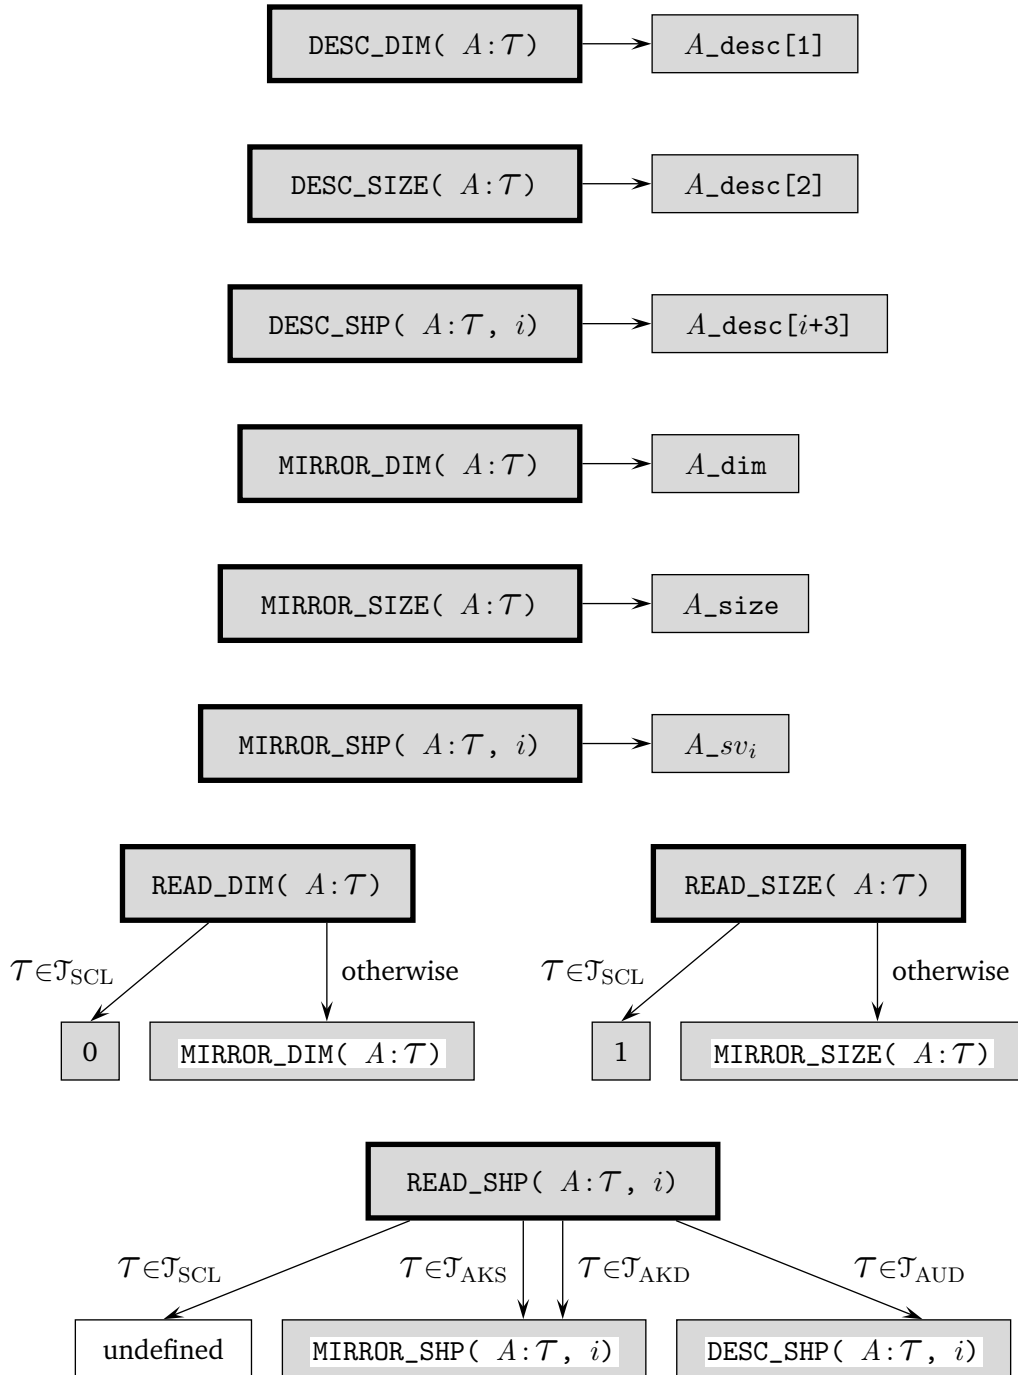 DESC_DIM( A:τ) A_desc[1]
DESC_SIZE( A:τ) A_desc[2]
DESC_SHP( A:τ, i) A_desc[i+3]
MIRROR_DIM( A:τ) A_dim
MIRROR_SIZE( A:τ) A_size
MIRROR_SHP( A:τ, i) A_sv_i
READ_DIM( A:τ) READ_SIZE( A:τ)
τ∈𝒯_SCL otherwise τ∈𝒯_SCL otherwise
0 MIRROR_DIM( A:τ) 1 MIRROR_SIZE( A:τ)
READ_SHP( A:τ, i)
τ∈𝒯_SCL τ∈𝒯_AKS τ∈𝒯_AKD τ∈𝒯_AUD
undefined MIRROR_SHP( A:τ, i) DESC_SHP( A:τ, i)